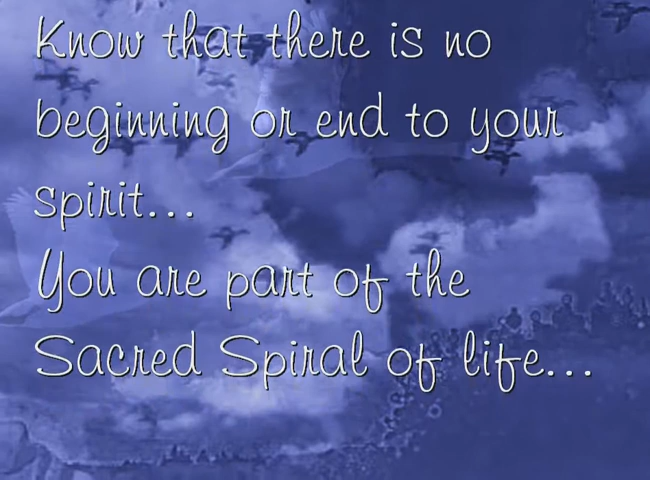 Know that there is no
beginning or end to your
spirit...
You are part of the
Sacred Spiral of life...